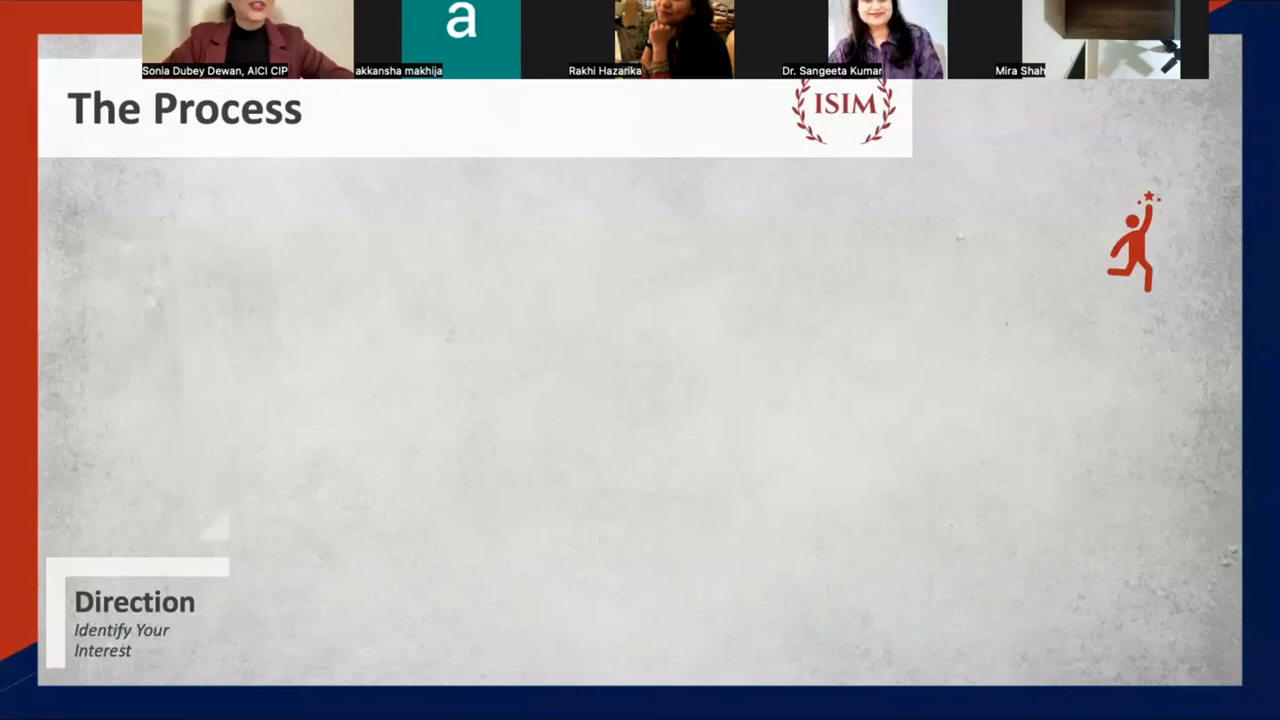 a
Sonia Dubey Dewan, AICI CIP
akkansha makhija
Rakhi Hazarika
Dr. Sangeeta Kumar
Mira Shah
The Process
ISIM
Direction
Identify Your
Interest